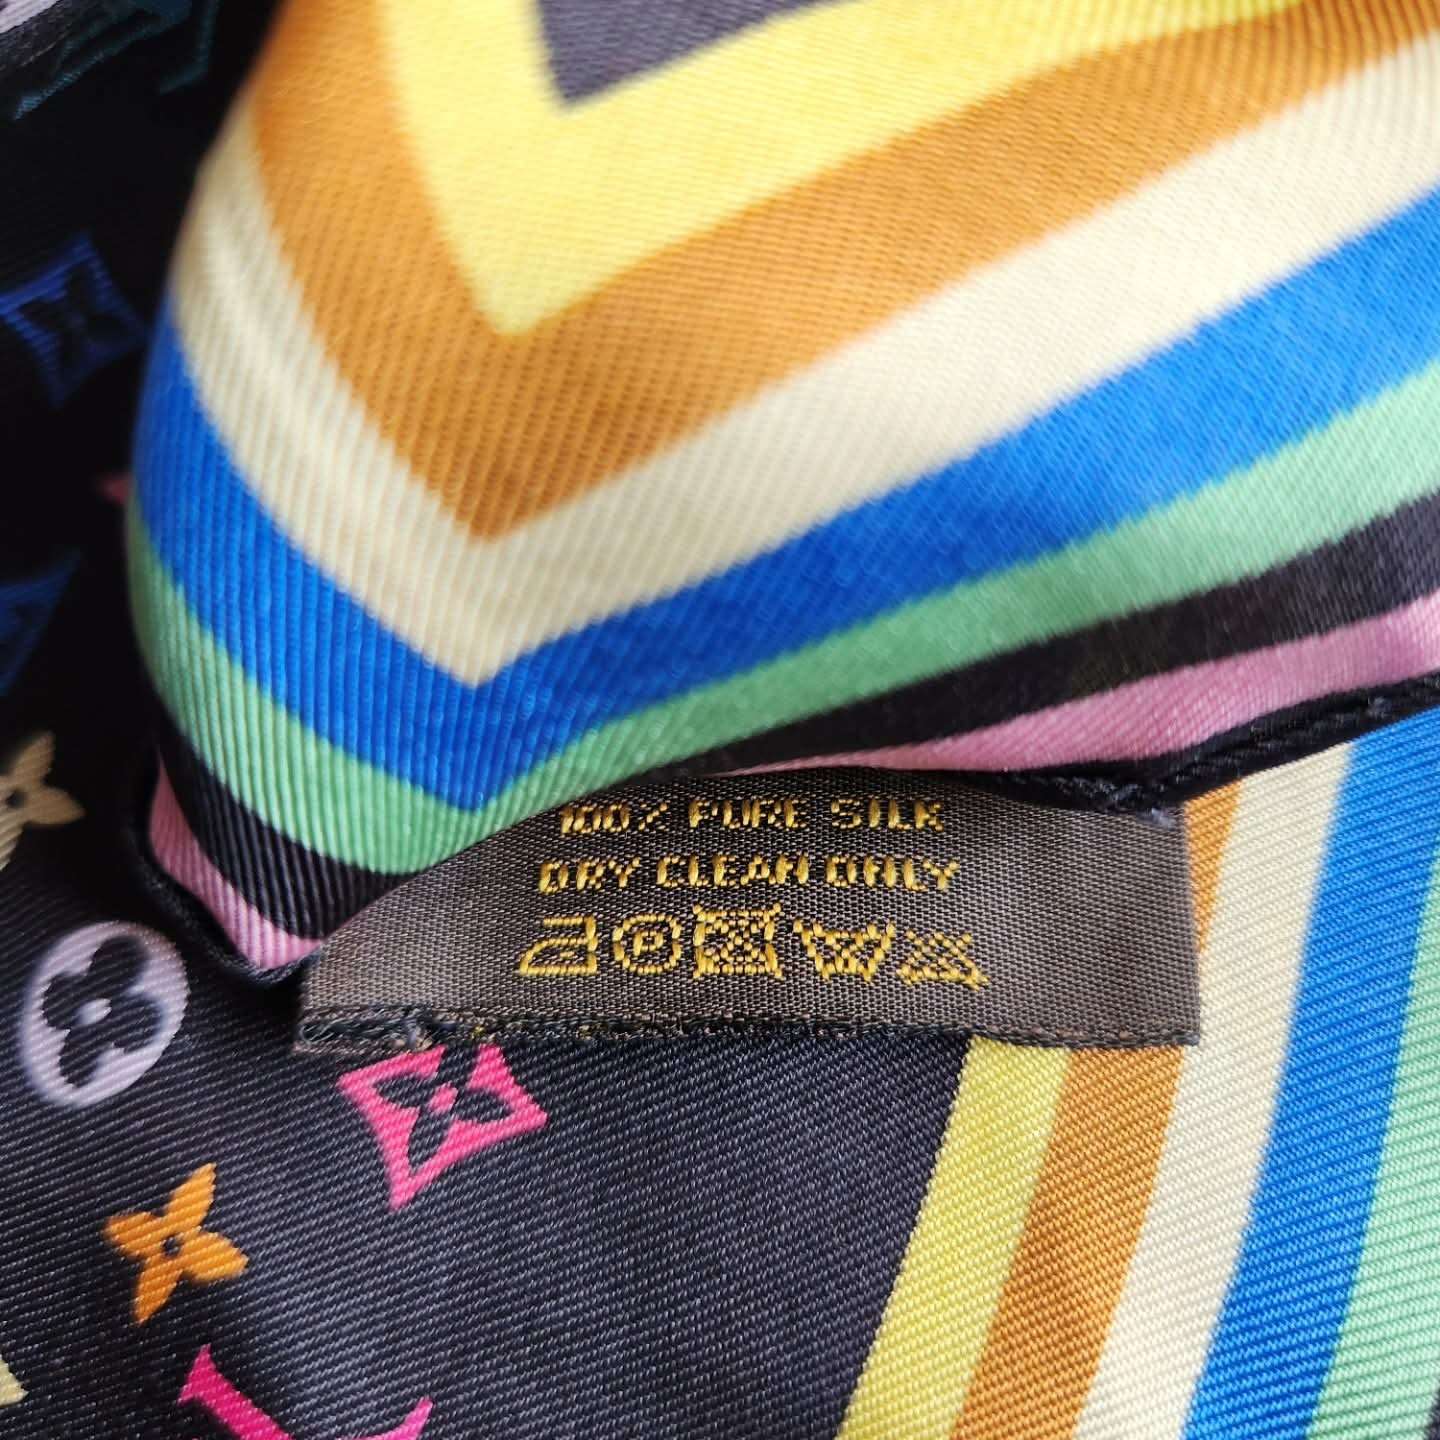 100% PURE SILK
DRY CLEAN ONLY
P